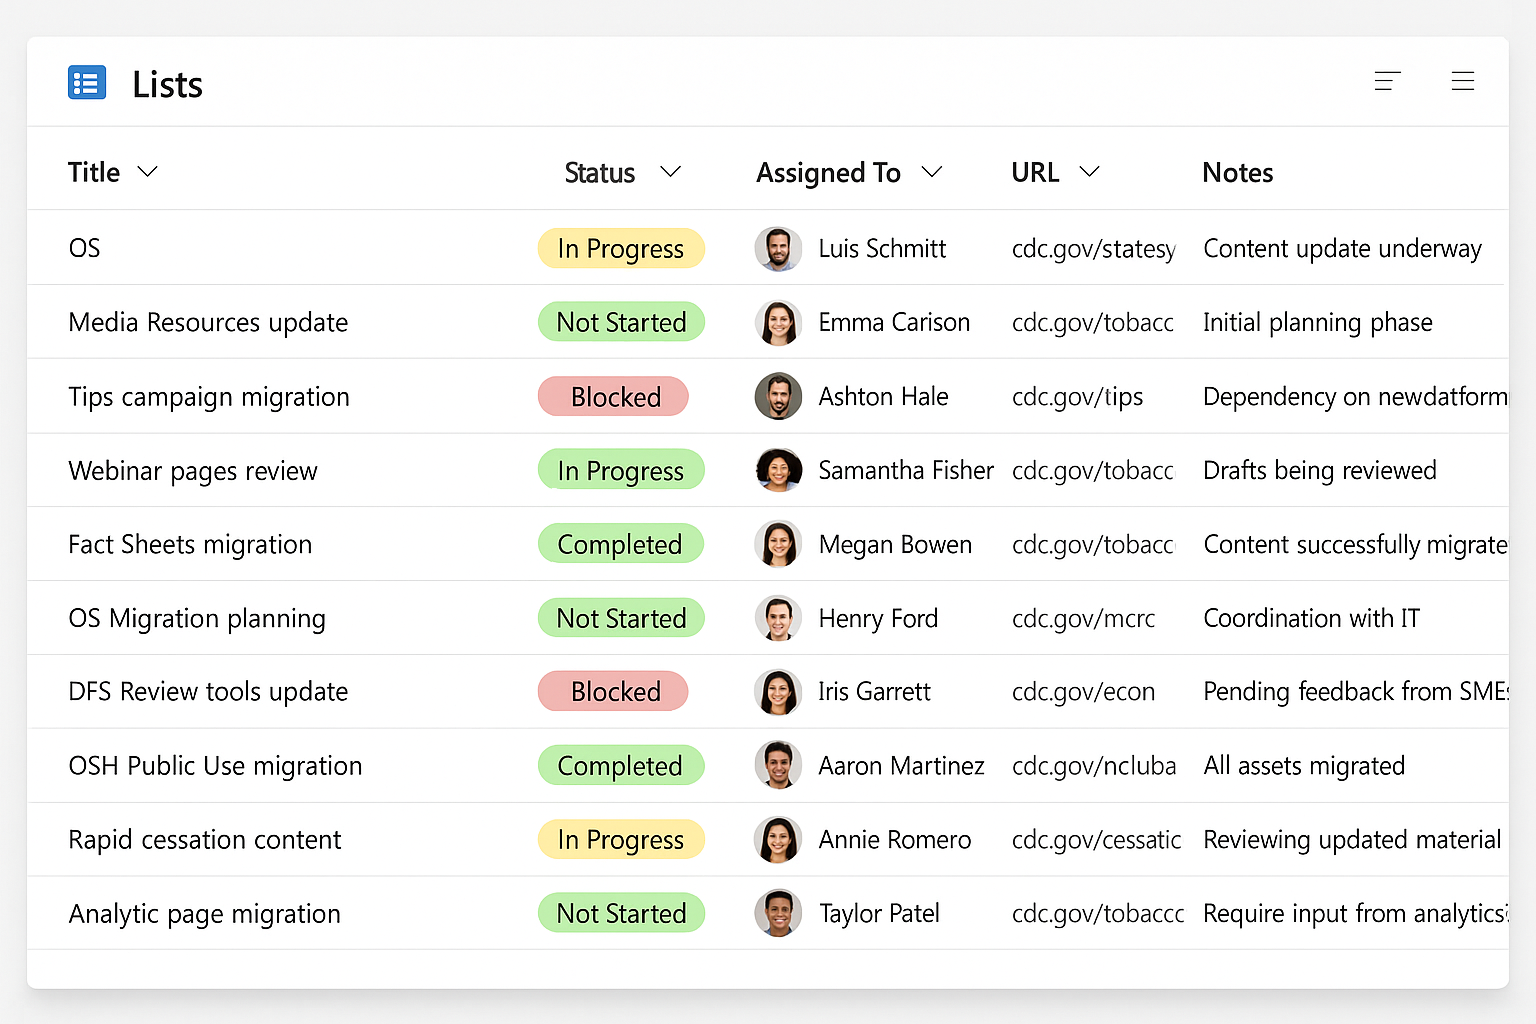 Lists
Title Status Assigned To URL Notes
OS In Progress Luis Schmitt cdc.gov/statesy Content update underway
Media Resources update Not Started Emma Carison cdc.gov/tobacc Initial planning phase
Tips campaign migration Blocked Ashton Hale cdc.gov/tips Dependency on newdatform
Webinar pages review In Progress Samantha Fisher cdc.gov/tobacc Drafts being reviewed
Fact Sheets migration Completed Megan Bowen cdc.gov/tobacc Content successfully migrate
OS Migration planning Not Started Henry Ford cdc.gov/mcrc Coordination with IT
DFS Review tools update Blocked Iris Garrett cdc.gov/econ Pending feedback from SMEs
OSH Public Use migration Completed Aaron Martinez cdc.gov/ncluba All assets migrated
Rapid cessation content In Progress Annie Romero cdc.gov/cessatic Reviewing updated material
Analytic page migration Not Started Taylor Patel cdc.gov/tobaccc Require input from analytics